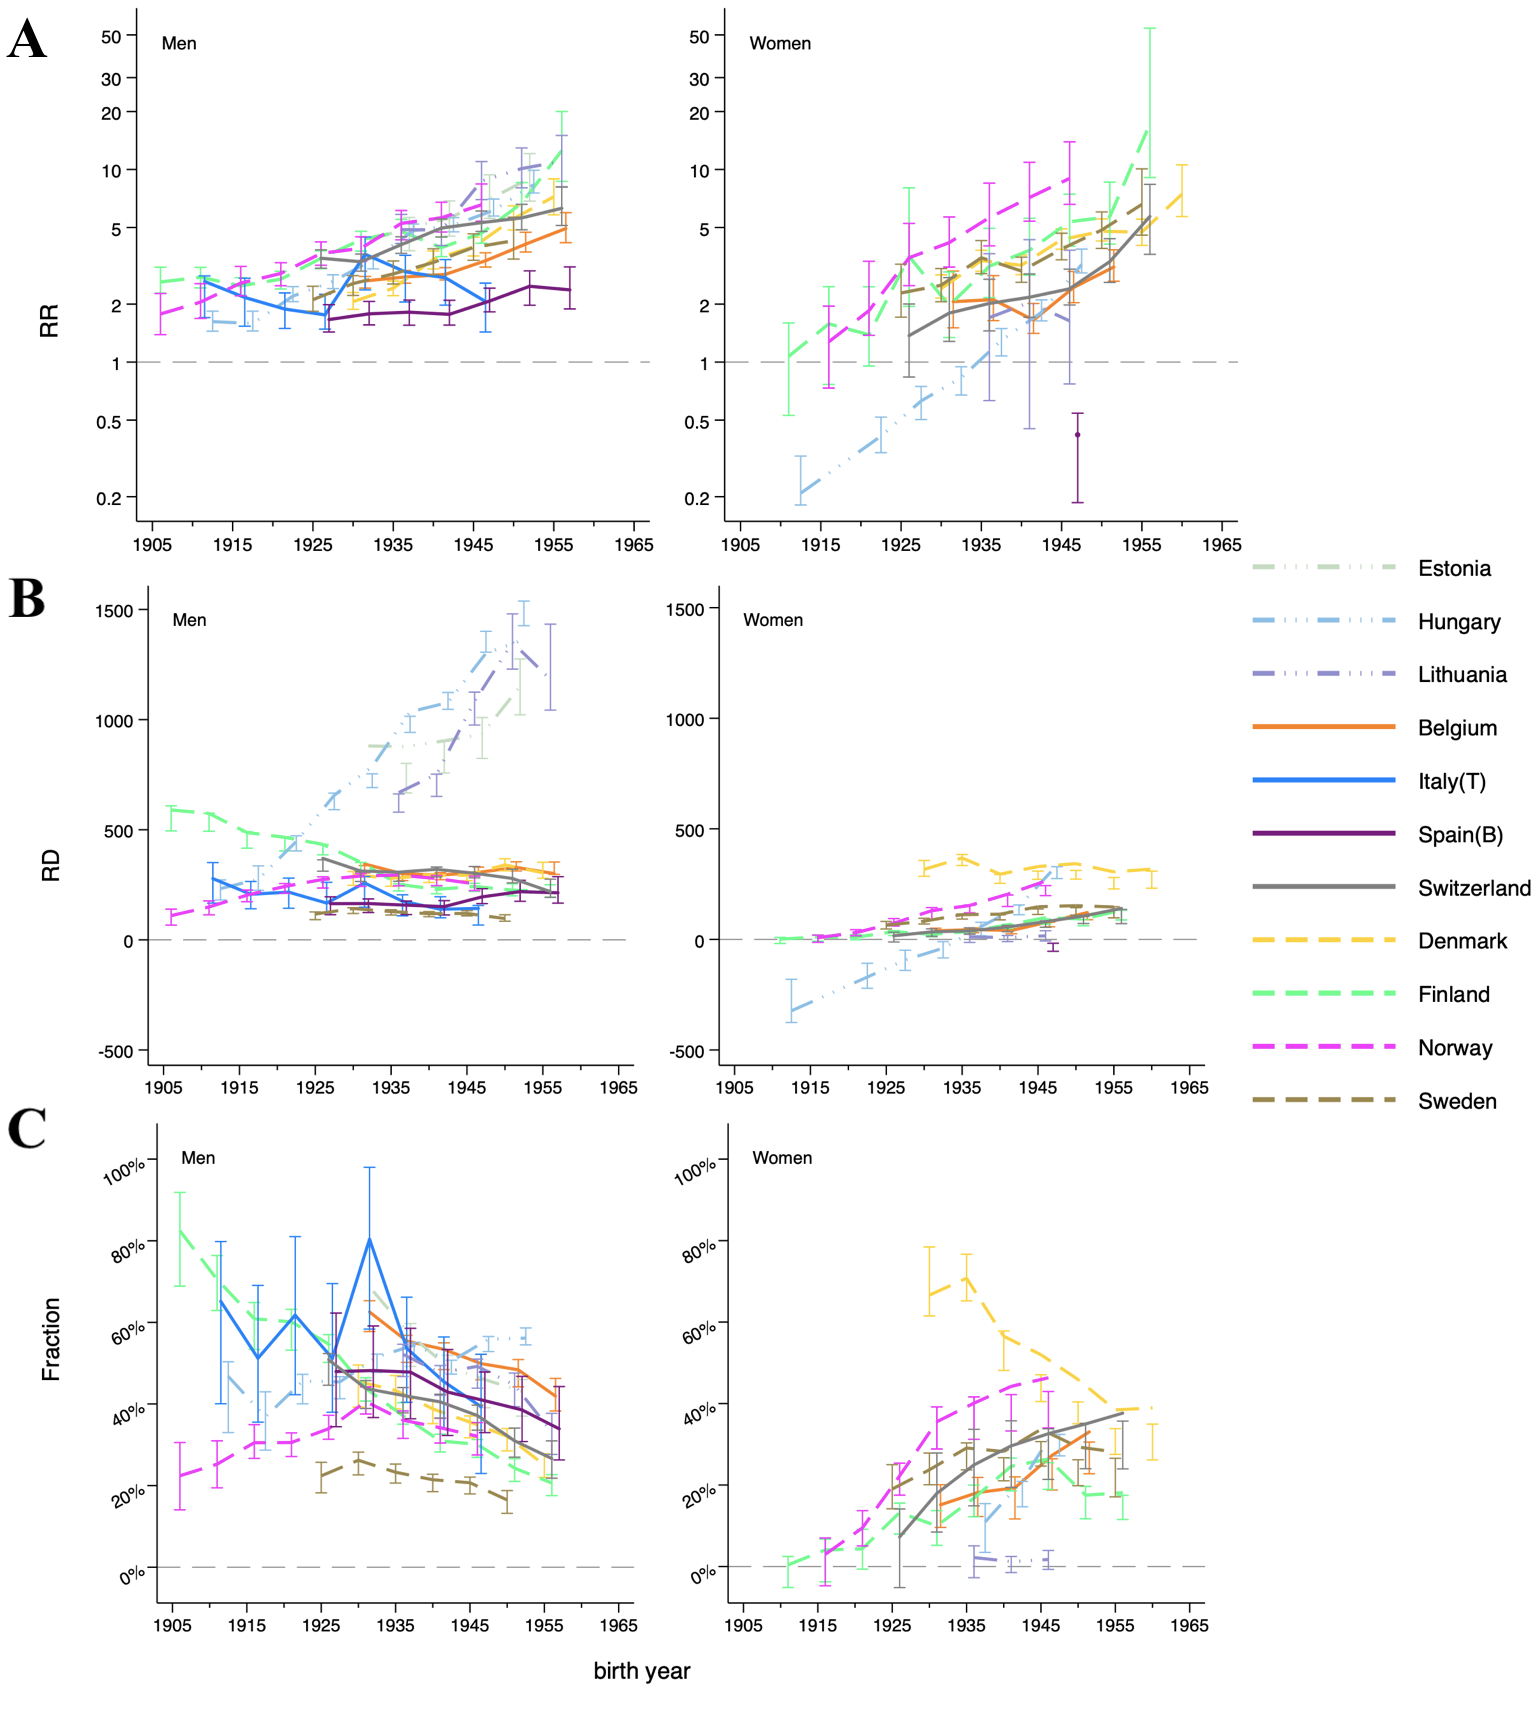 A
Men
Women
50
30
20
10
5
2
1
0.5
0.2
RR
1905 1915 1925 1935 1945 1955 1965
50
30
20
10
5
2
1
0.5
0.2
1905 1915 1925 1935 1945 1955 1965
Estonia
Hungary
Lithuania
Belgium
Italy(T)
Spain(B)
Switzerland
Denmark
Finland
Norway
Sweden
B
Men
Women
1500
1000
500
0
-500
RD
1905 1915 1925 1935 1945 1955 1965
1500
1000
500
0
-500
1905 1915 1925 1935 1945 1955 1965
C
Men
Women
100%
80%
60%
40%
20%
0%
Fraction
1905 1915 1925 1935 1945 1955 1965
100%
80%
60%
40%
20%
0%
1905 1915 1925 1935 1945 1955 1965
birth year